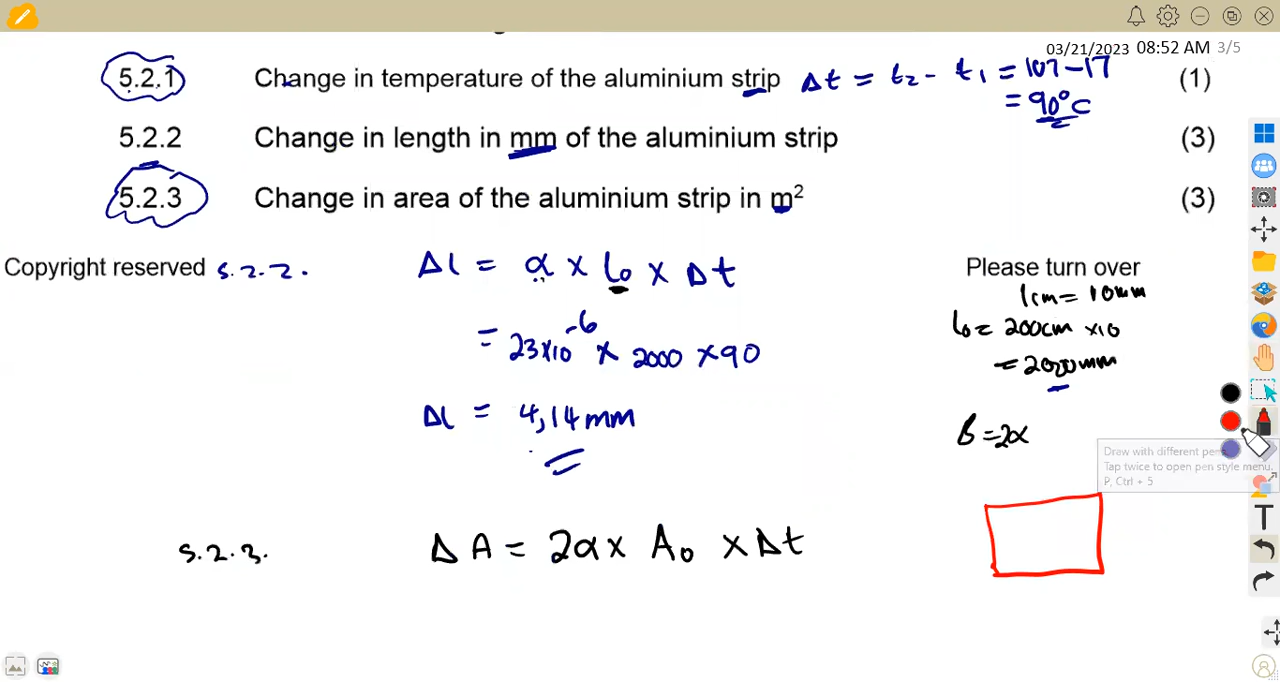 03/21/2023 08:52 AM 3/5
5.2.1 Change in temperature of the aluminium strip Δt = t2 - t1 = 107-17 (1)
= 90°C
5.2.2 Change in length in mm of the aluminium strip (3)
5.2.3 Change in area of the aluminium strip in m² (3)
Copyright reserved 5.2.2. Δl = α x l0 x Δt Please turn over
1cm = 10mm
l0 = 200cm x10
= 23x10⁻⁶ x 2000 x 90
= 2000mm
Δl = 4,14mm
β = 2α
Draw with different pens.
Tap twice to open pen style menu.
P, Ctrl + 5
5.2.3. ΔA = 2α x A0 x Δt